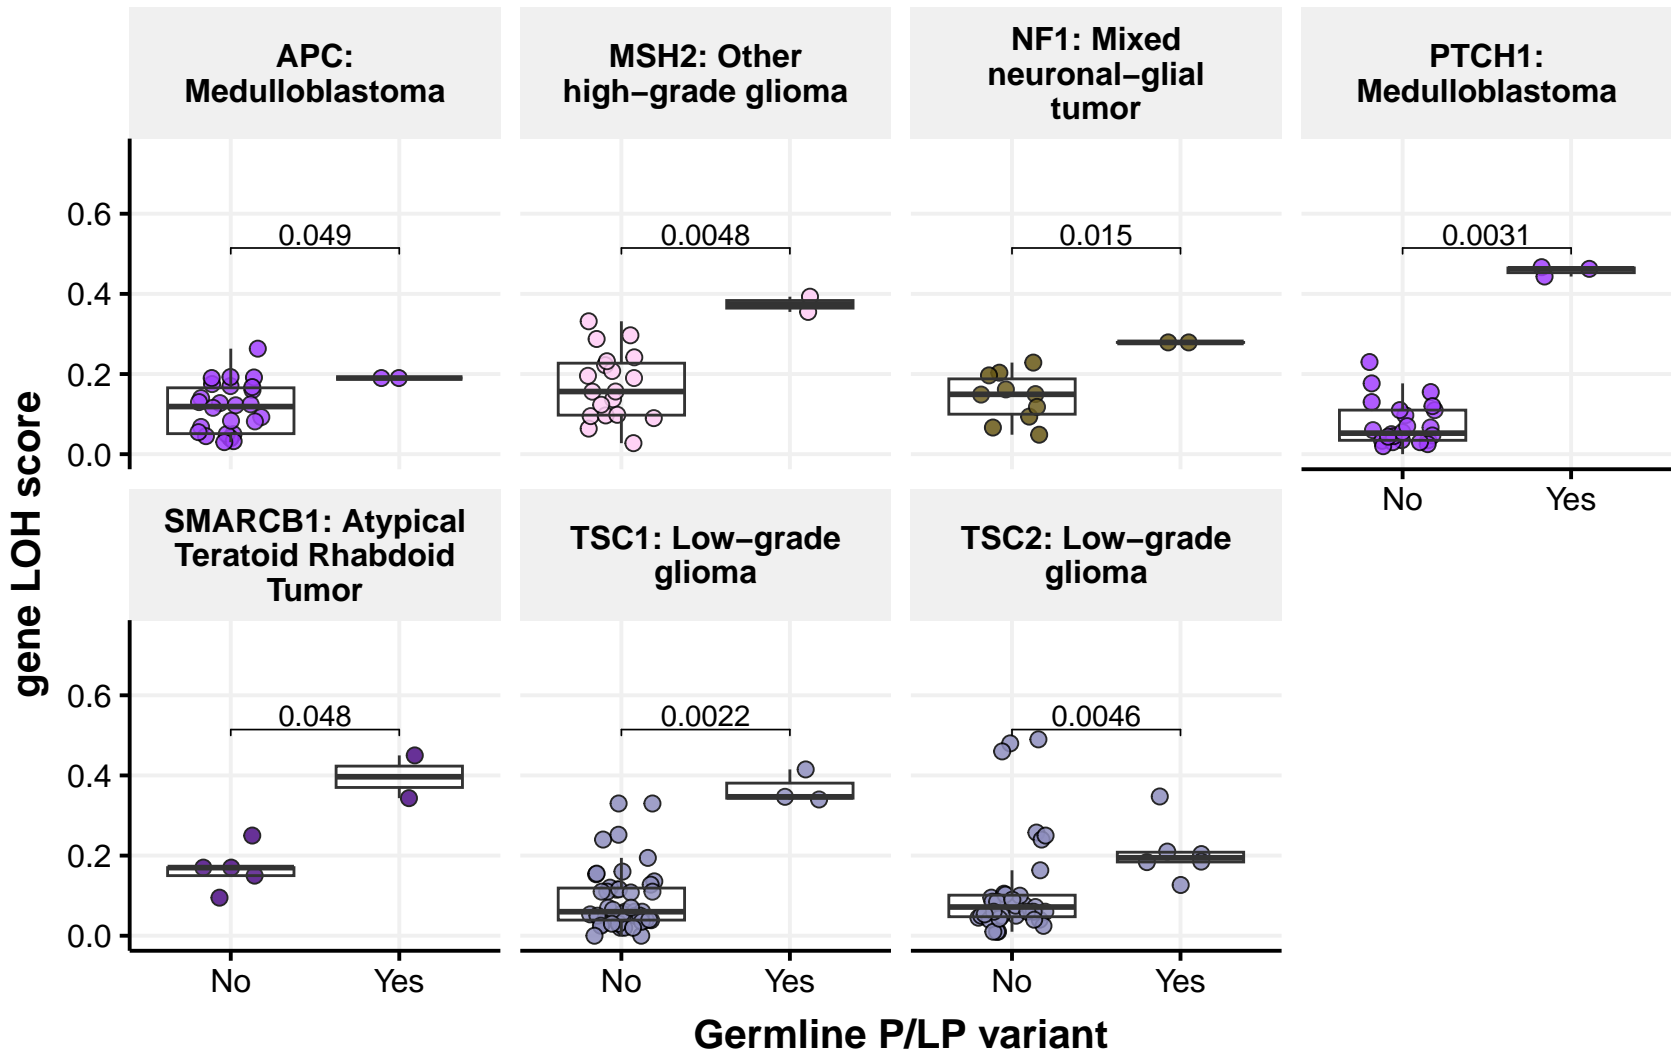 APC:
Medulloblastoma
MSH2: Other
high−grade glioma
NF1: Mixed
neuronal−glial
tumor
PTCH1:
Medulloblastoma
0.6
0.4
0.2
0.0
0.049
0.0048
0.015
0.0031
No
Yes
SMARCB1: Atypical
Teratoid Rhabdoid
Tumor
TSC1: Low−grade
glioma
TSC2: Low−grade
glioma
0.6
0.4
0.2
0.0
0.048
0.0022
0.0046
No
Yes
No
Yes
No
Yes
gene LOH score
Germline P/LP variant